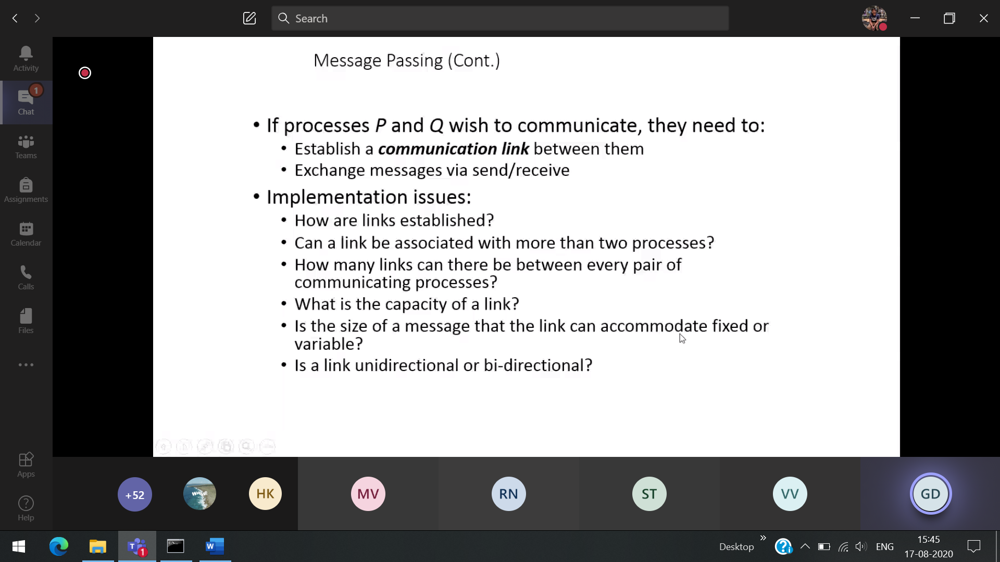 Search
Activity
1
Chat
Teams
Assignments
Calendar
Calls
Files
Apps
Help
Message Passing (Cont.)
• If processes P and Q wish to communicate, they need to:
• Establish a communication link between them
• Exchange messages via send/receive
• Implementation issues:
• How are links established?
• Can a link be associated with more than two processes?
• How many links can there be between every pair of
communicating processes?
• What is the capacity of a link?
• Is the size of a message that the link can accommodate fixed or
variable?
• Is a link unidirectional or bi-directional?
+52
WAVE
HK
MV
RN
ST
VV
GD
Desktop
ENG
15:45
17-08-2020